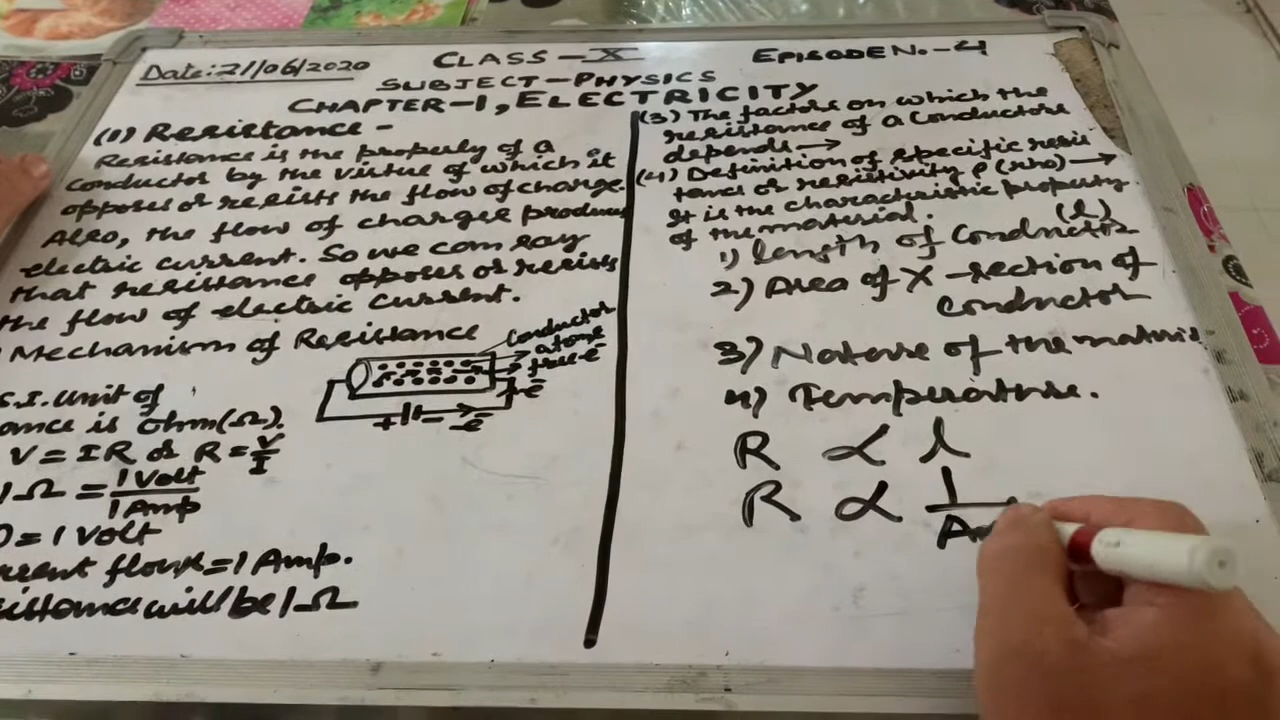 Date:21/06/2020
CLASS-X
EPISODE No.-4
SUBJECT-PHYSICS
CHAPTER-1, ELECTRICITY
(1) Resistance -
Resistance is the property of a
conductor by the virtue of which it
opposes or resists the flow of charge.
Also, the flow of charges produces
electric current. So we can say
that resistance opposes or resists
the flow of electric current.
Mechanism of Resistance
Conductor
atoms
free e̅
e̅
+ - e̅
S.I. Unit of
ance is ohm(Ω).
V = IR or R = V/I
1Ω = 1 Volt / 1 Amp
= 1 Volt
rrent flows = 1 Amp.
sistance will be 1Ω
(3) The factors on which the
resistance of a conductor
depends →
(4) Definition of specific resis
tance or resistivity ρ (rho) →
It is the characteristic property
of the material.
1) length of Conductor (l)
2) Area of X-section of
Conductor
3) Nature of the materia
4) Temperature.
R ∝ l
R ∝ 1/A